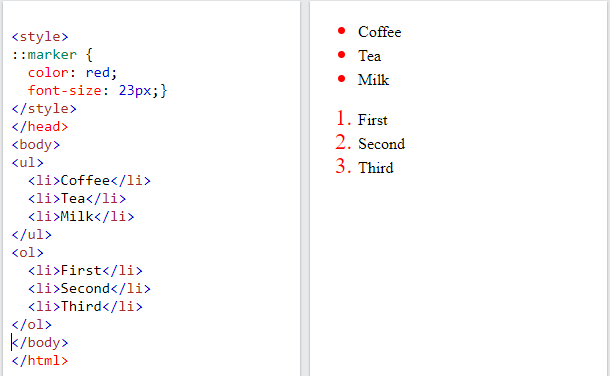 <style>
::marker {
  color: red;
  font-size: 23px;}
</style>
</head>
<body>
<ul>
  <li>Coffee</li>
  <li>Tea</li>
  <li>Milk</li>
</ul>
<ol>
  <li>First</li>
  <li>Second</li>
  <li>Third</li>
</ol>
</body>
</html>
• Coffee
• Tea
• Milk
1. First
2. Second
3. Third